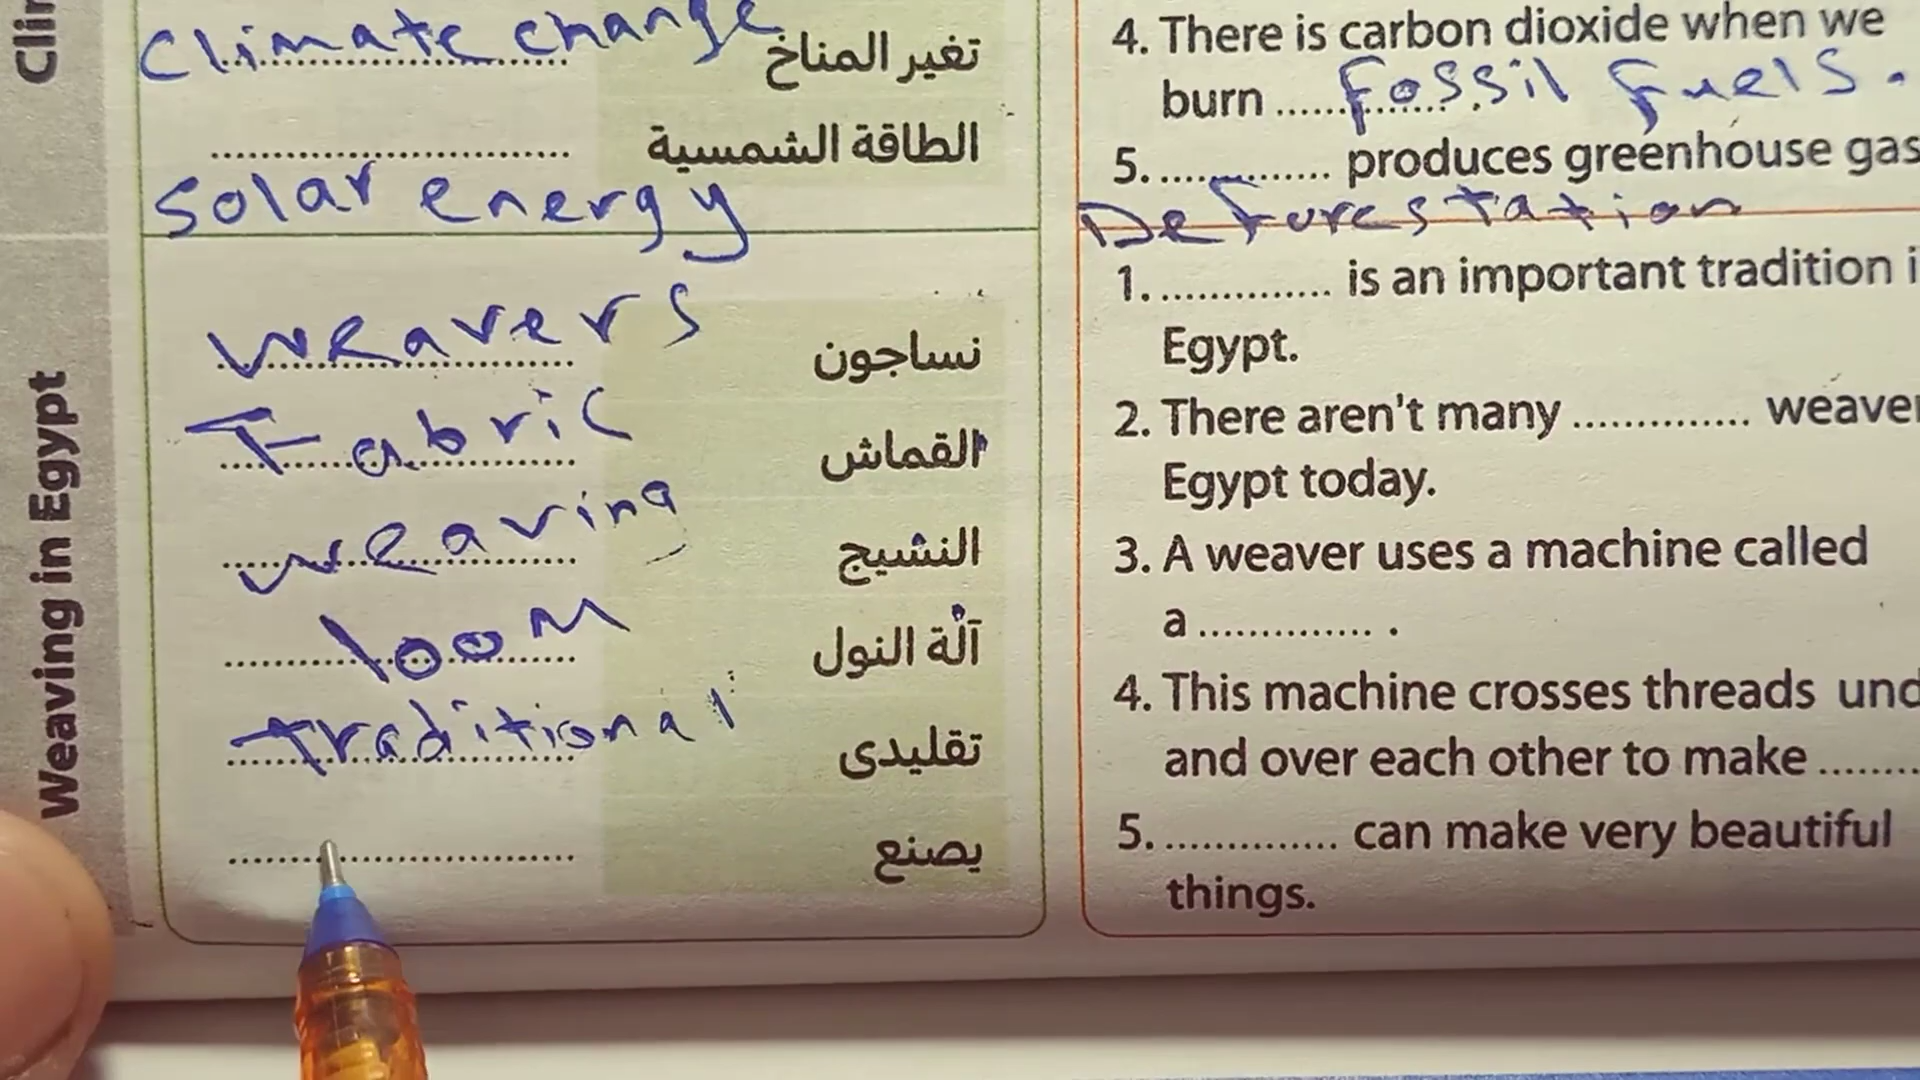 Clim
climate change تغير المناخ
.............................. الطاقة الشمسية
Solar energy
Weaving in Egypt
weavers نساجون
Fabric القماش
weaving النشيج
loom آلة النول
traditional تقليدى
.............................. يصنع
4. There is carbon dioxide when we
burn ...... Fossil Fuels.
5. .............. produces greenhouse gas
Deforestation
1. .............. is an important tradition i
Egypt.
2. There aren't many .............. weaver
Egypt today.
3. A weaver uses a machine called
a .............. .
4. This machine crosses threads und
and over each other to make ........
5. .............. can make very beautiful
things.